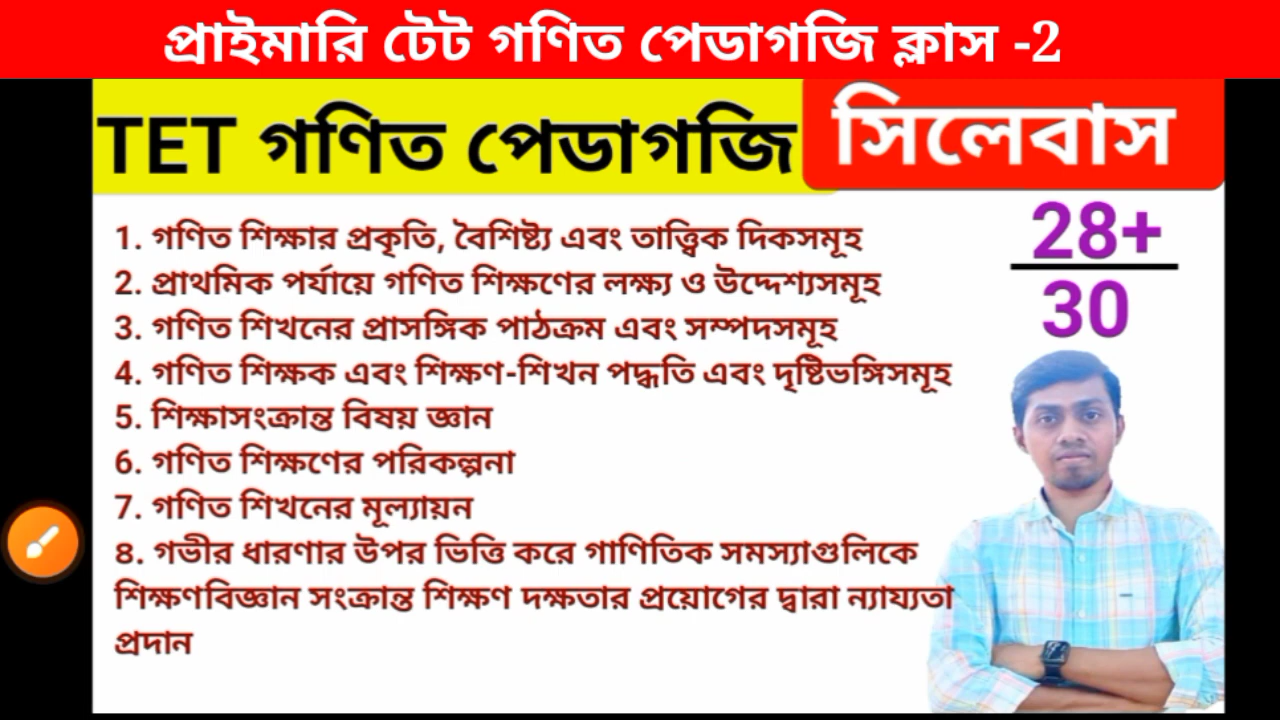 প্রাইমারি টেট গণিত পেডাগজি ক্লাস -2
TET গণিত পেডাগজি
সিলেবাস
28+
30
1. গণিত শিক্ষার প্রকৃতি, বৈশিষ্ট্য এবং তাত্ত্বিক দিকসমূহ
2. প্রাথমিক পর্যায়ে গণিত শিক্ষণের লক্ষ্য ও উদ্দেশ্যসমূহ
3. গণিত শিখনের প্রাসঙ্গিক পাঠক্রম এবং সম্পদসমূহ
4. গণিত শিক্ষক এবং শিক্ষণ-শিখন পদ্ধতি এবং দৃষ্টিভঙ্গিসমূহ
5. শিক্ষাসংক্রান্ত বিষয় জ্ঞান
6. গণিত শিক্ষণের পরিকল্পনা
7. গণিত শিখনের মূল্যায়ন
৪. গভীর ধারণার উপর ভিত্তি করে গাণিতিক সমস্যাগুলিকে
শিক্ষণবিজ্ঞান সংক্রান্ত শিক্ষণ দক্ষতার প্রয়োগের দ্বারা ন্যায্যতা
প্রদান